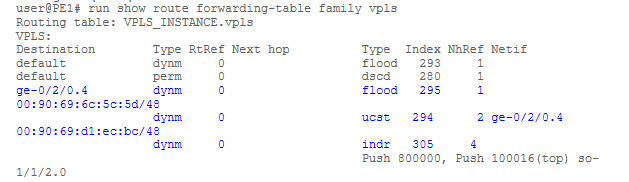 user@PE1# run show route forwarding-table family vpls
Routing table: VPLS_INSTANCE.vpls
VPLS:
Destination Type RtRef Next hop Type Index NhRef Netif
default dynm 0 flood 293 1
default perm 0 dscd 280 1
ge-0/2/0.4 dynm 0 flood 295 1
00:90:69:6c:5c:5d/48
dynm 0 ucst 294 2 ge-0/2/0.4
00:90:69:d1:ec:bc/48
dynm 0 indr 305 4
Push 800000, Push 100016(top) so-
1/1/2.0